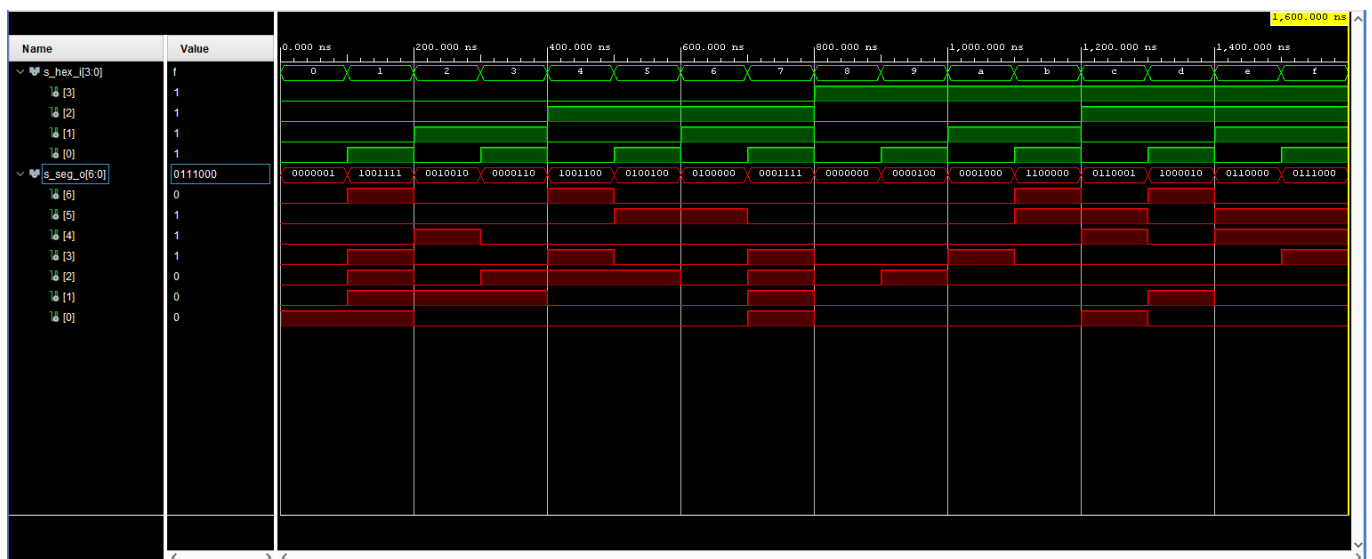 1,600.000 ns
Name Value 0.000 ns 200.000 ns 400.000 ns 600.000 ns 800.000 ns 1,000.000 ns 1,200.000 ns 1,400.000 ns
s_hex_i[3:0] f 0 1 2 3 4 5 6 7 8 9 a b c d e f
[3] 1
[2] 1
[1] 1
[0] 1
s_seg_o[6:0] 0111000 0000001 1001111 0010010 0000110 1001100 0100100 0100000 0001111 0000000 0000100 0001000 1100000 0110001 1000010 0110000 0111000
[6] 0
[5] 1
[4] 1
[3] 1
[2] 0
[1] 0
[0] 0